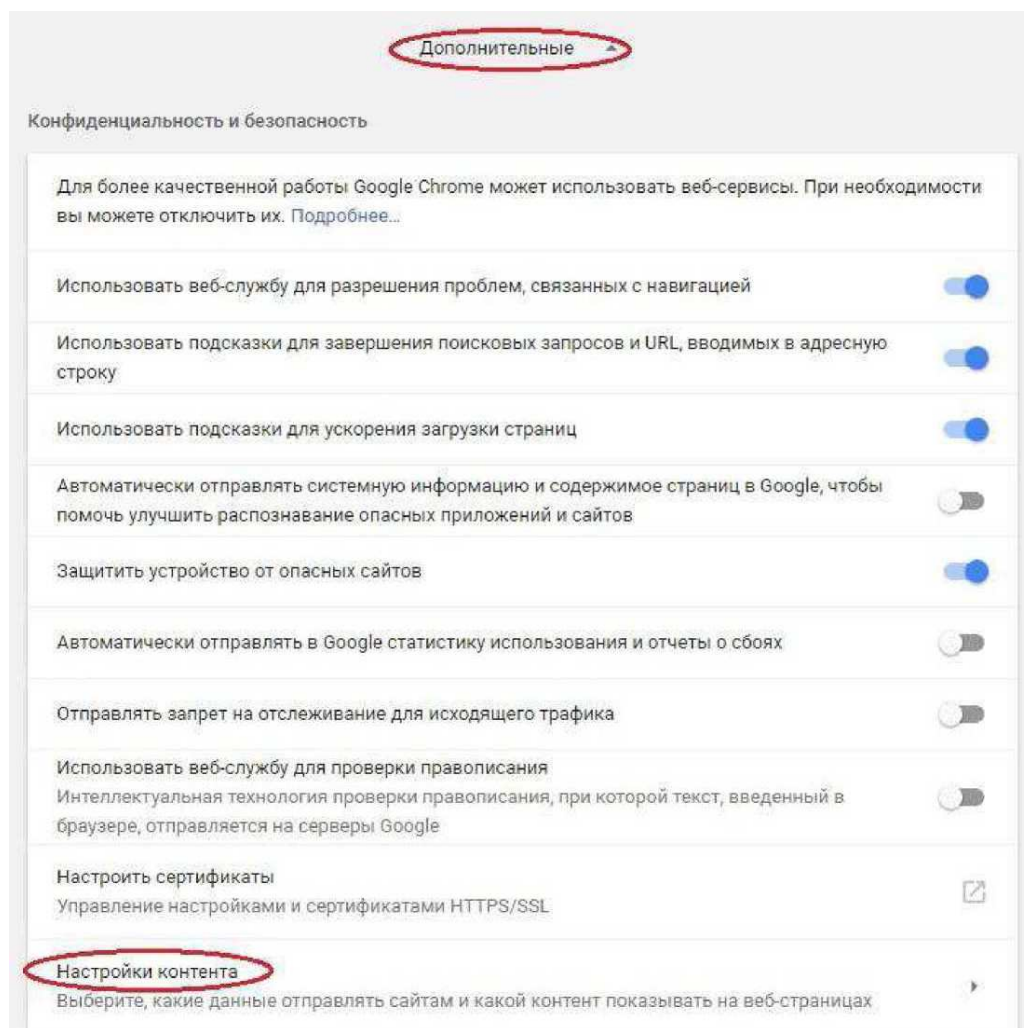 Дополнительные
Конфиденциальность и безопасность
Для более качественной работы Google Chrome может использовать веб-сервисы. При необходимости
вы можете отключить их. Подробнее...
Использовать веб-службу для разрешения проблем, связанных с навигацией
Использовать подсказки для завершения поисковых запросов и URL, вводимых в адресную
строку
Использовать подсказки для ускорения загрузки страниц
Автоматически отправлять системную информацию и содержимое страниц в Google, чтобы
помочь улучшить распознавание опасных приложений и сайтов
Защитить устройство от опасных сайтов
Автоматически отправлять в Google статистику использования и отчеты о сбоях
Отправлять запрет на отслеживание для исходящего трафика
Использовать веб-службу для проверки правописания
Интеллектуальная технология проверки правописания, при которой текст, введенный в
браузере, отправляется на серверы Google
Настроить сертификаты
Управление настройками и сертификатами HTTPS/SSL
Настройки контента
Выберите, какие данные отправлять сайтам и какой контент показывать на веб-страницах